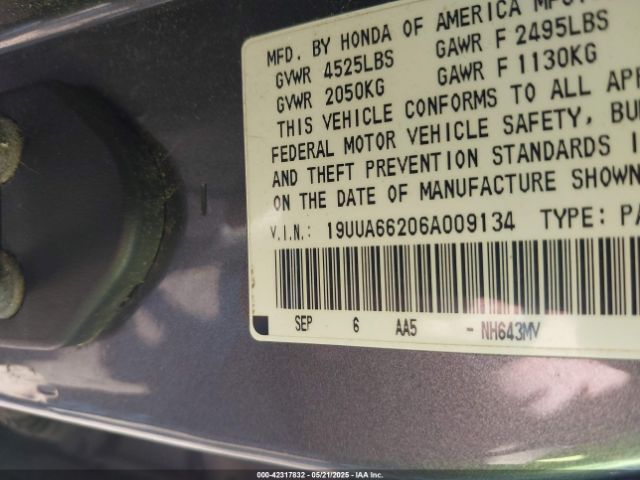 MFD. BY HONDA OF AMERICA
GVWR 4525LBS GAWR F 2495LBS
GVWR 2050KG GAWR F 1130KG
THIS VEHICLE CONFORMS TO ALL
FEDERAL MOTOR VEHICLE SAFETY,
AND THEFT PREVENTION STANDARDS
ON THE DATE OF MANUFACTURE SHOWN
V.I.N.: 19UUA66206A009134 TYPE:
SEP 6 AA5 -NH643MV
000-42317832 - 05/21/2025 - IAA Inc.